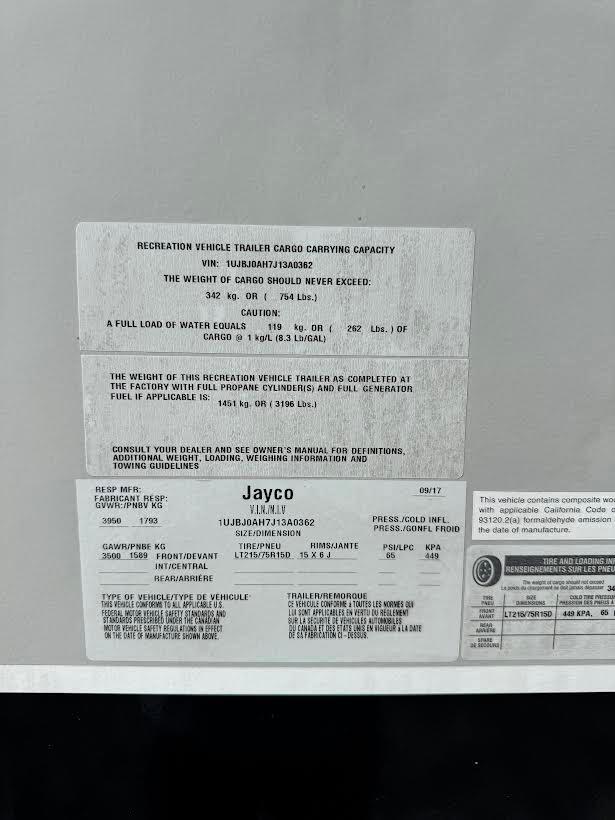 RECREATION VEHICLE TRAILER CARGO CARRYING CAPACITY
VIN: 1UJBJ0AH7J13A0362
THE WEIGHT OF CARGO SHOULD NEVER EXCEED:
342 kg. OR ( 754 Lbs.)
CAUTION:
A FULL LOAD OF WATER EQUALS 119 kg. OR ( 262 Lbs. ) OF
CARGO @ 1 kg/L (8.3 Lb/GAL)
THE WEIGHT OF THIS RECREATION VEHICLE TRAILER AS COMPLETED AT
THE FACTORY WITH FULL PROPANE CYLINDER(S) AND FULL GENERATOR
FUEL IF APPLICABLE IS: 1451 kg. OR ( 3196 Lbs.)
CONSULT YOUR DEALER AND SEE OWNER'S MANUAL FOR DEFINITIONS,
ADDITIONAL WEIGHT, LOADING, WEIGHING INFORMATION AND
TOWING GUIDELINES
RESP MFR: Jayco 09/17
FABRICANT RESP:
GVWR:/PNBV KG V.I.N./N.I.V
3950 1793 1UJBJ0AH7J13A0362 PRESS./COLD INFL.
SIZE/DIMENSION PRESS./GONFL FROID
GAWR/PNBE KG TIRE/PNEU RIMS/JANTE PSI/LPC KPA
3500 1589 FRONT/DEVANT LT215/75R15D 15 X 6 J 65 449
INT/CENTRAL
REAR/ARRIÈRE
TYPE OF VEHICLE/TYPE DE VÉHICULE: TRAILER/REMORQUE
THIS VEHICLE CONFORMS TO ALL APPLICABLE U.S.
FEDERAL MOTOR VEHICLE SAFETY STANDARDS AND
STANDARDS PRESCRIBED UNDER THE CANADIAN
MOTOR VEHICLE SAFETY REGULATIONS IN EFFECT
ON THE DATE OF MANUFACTURE SHOWN ABOVE.
CE VÉHICULE CONFORME À TOUTES LES NORMES QUI
LUI SONT APPLICABLES EN VERTU DU RÈGLEMENT
SUR LA SÉCURITÉ DE VÉHICULES AUTOMOBILES
DU CANADA ET DES ÉTATS UNIS EN VIGUEUR À LA DATE
DE SA FABRICATION CI - DESSUS.
This vehicle contains composite wo
with applicable California Code o
93120.2(a) formaldehyde emission
the date of manufacture.
TIRE AND LOADING IN
RENSEIGNEMENTS SUR LES PNEU
The weight of cargo should not exceed
Le poids du chargement ne doit jamais dépasser 34
TIRE SIZE COLD TIRE PRESSU
PNEU DIMENSIONS PRESSION DES PNEUS À
FRONT
AVANT LT215/75R15D 449 KPA, 65
REAR
ARRIÈRE
SPARE
DE SECOURS